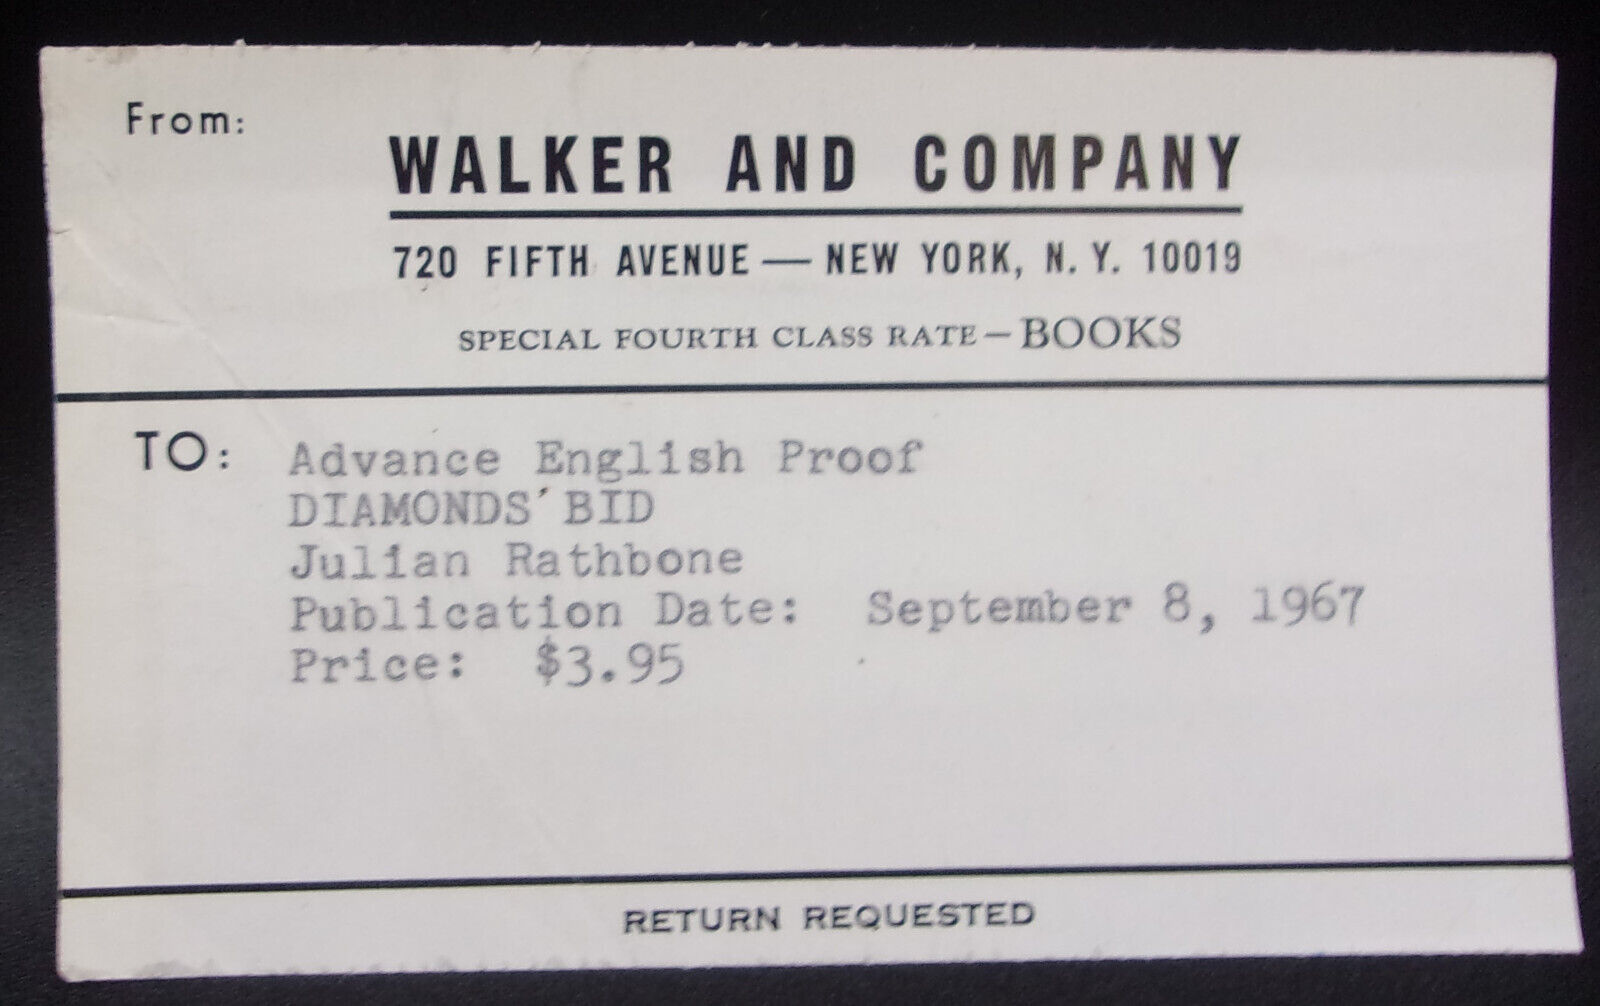 From:
WALKER AND COMPANY
720 FIFTH AVENUE — NEW YORK, N. Y. 10019
SPECIAL FOURTH CLASS RATE — BOOKS
TO: Advance English Proof
DIAMONDS' BID
Julian Rathbone
Publication Date: September 8, 1967
Price: $3.95
RETURN REQUESTED